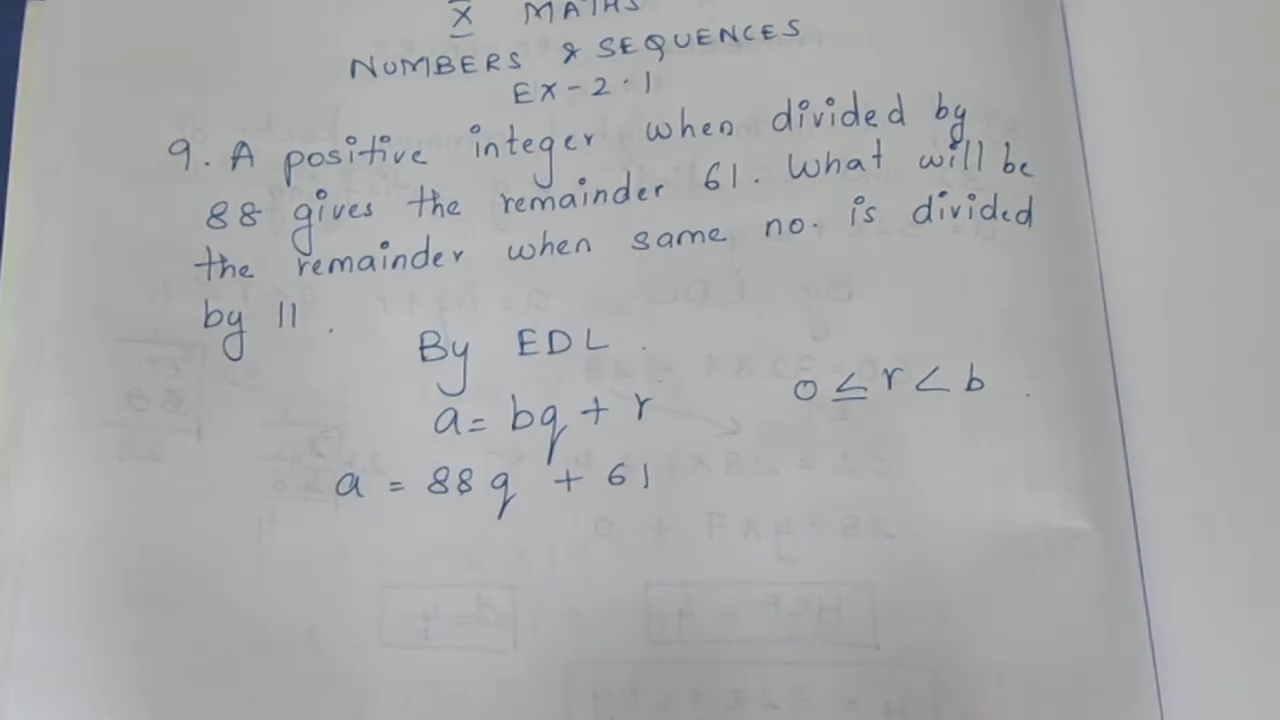 X MATHS
NUMBERS & SEQUENCES
EX-2.1
9. A positive integer when divided by
88 gives the remainder 61. What will be
the remainder when same no. is divided
by 11.
By EDL.
a = bq + r 0 ≤ r < b.
a = 88q + 61